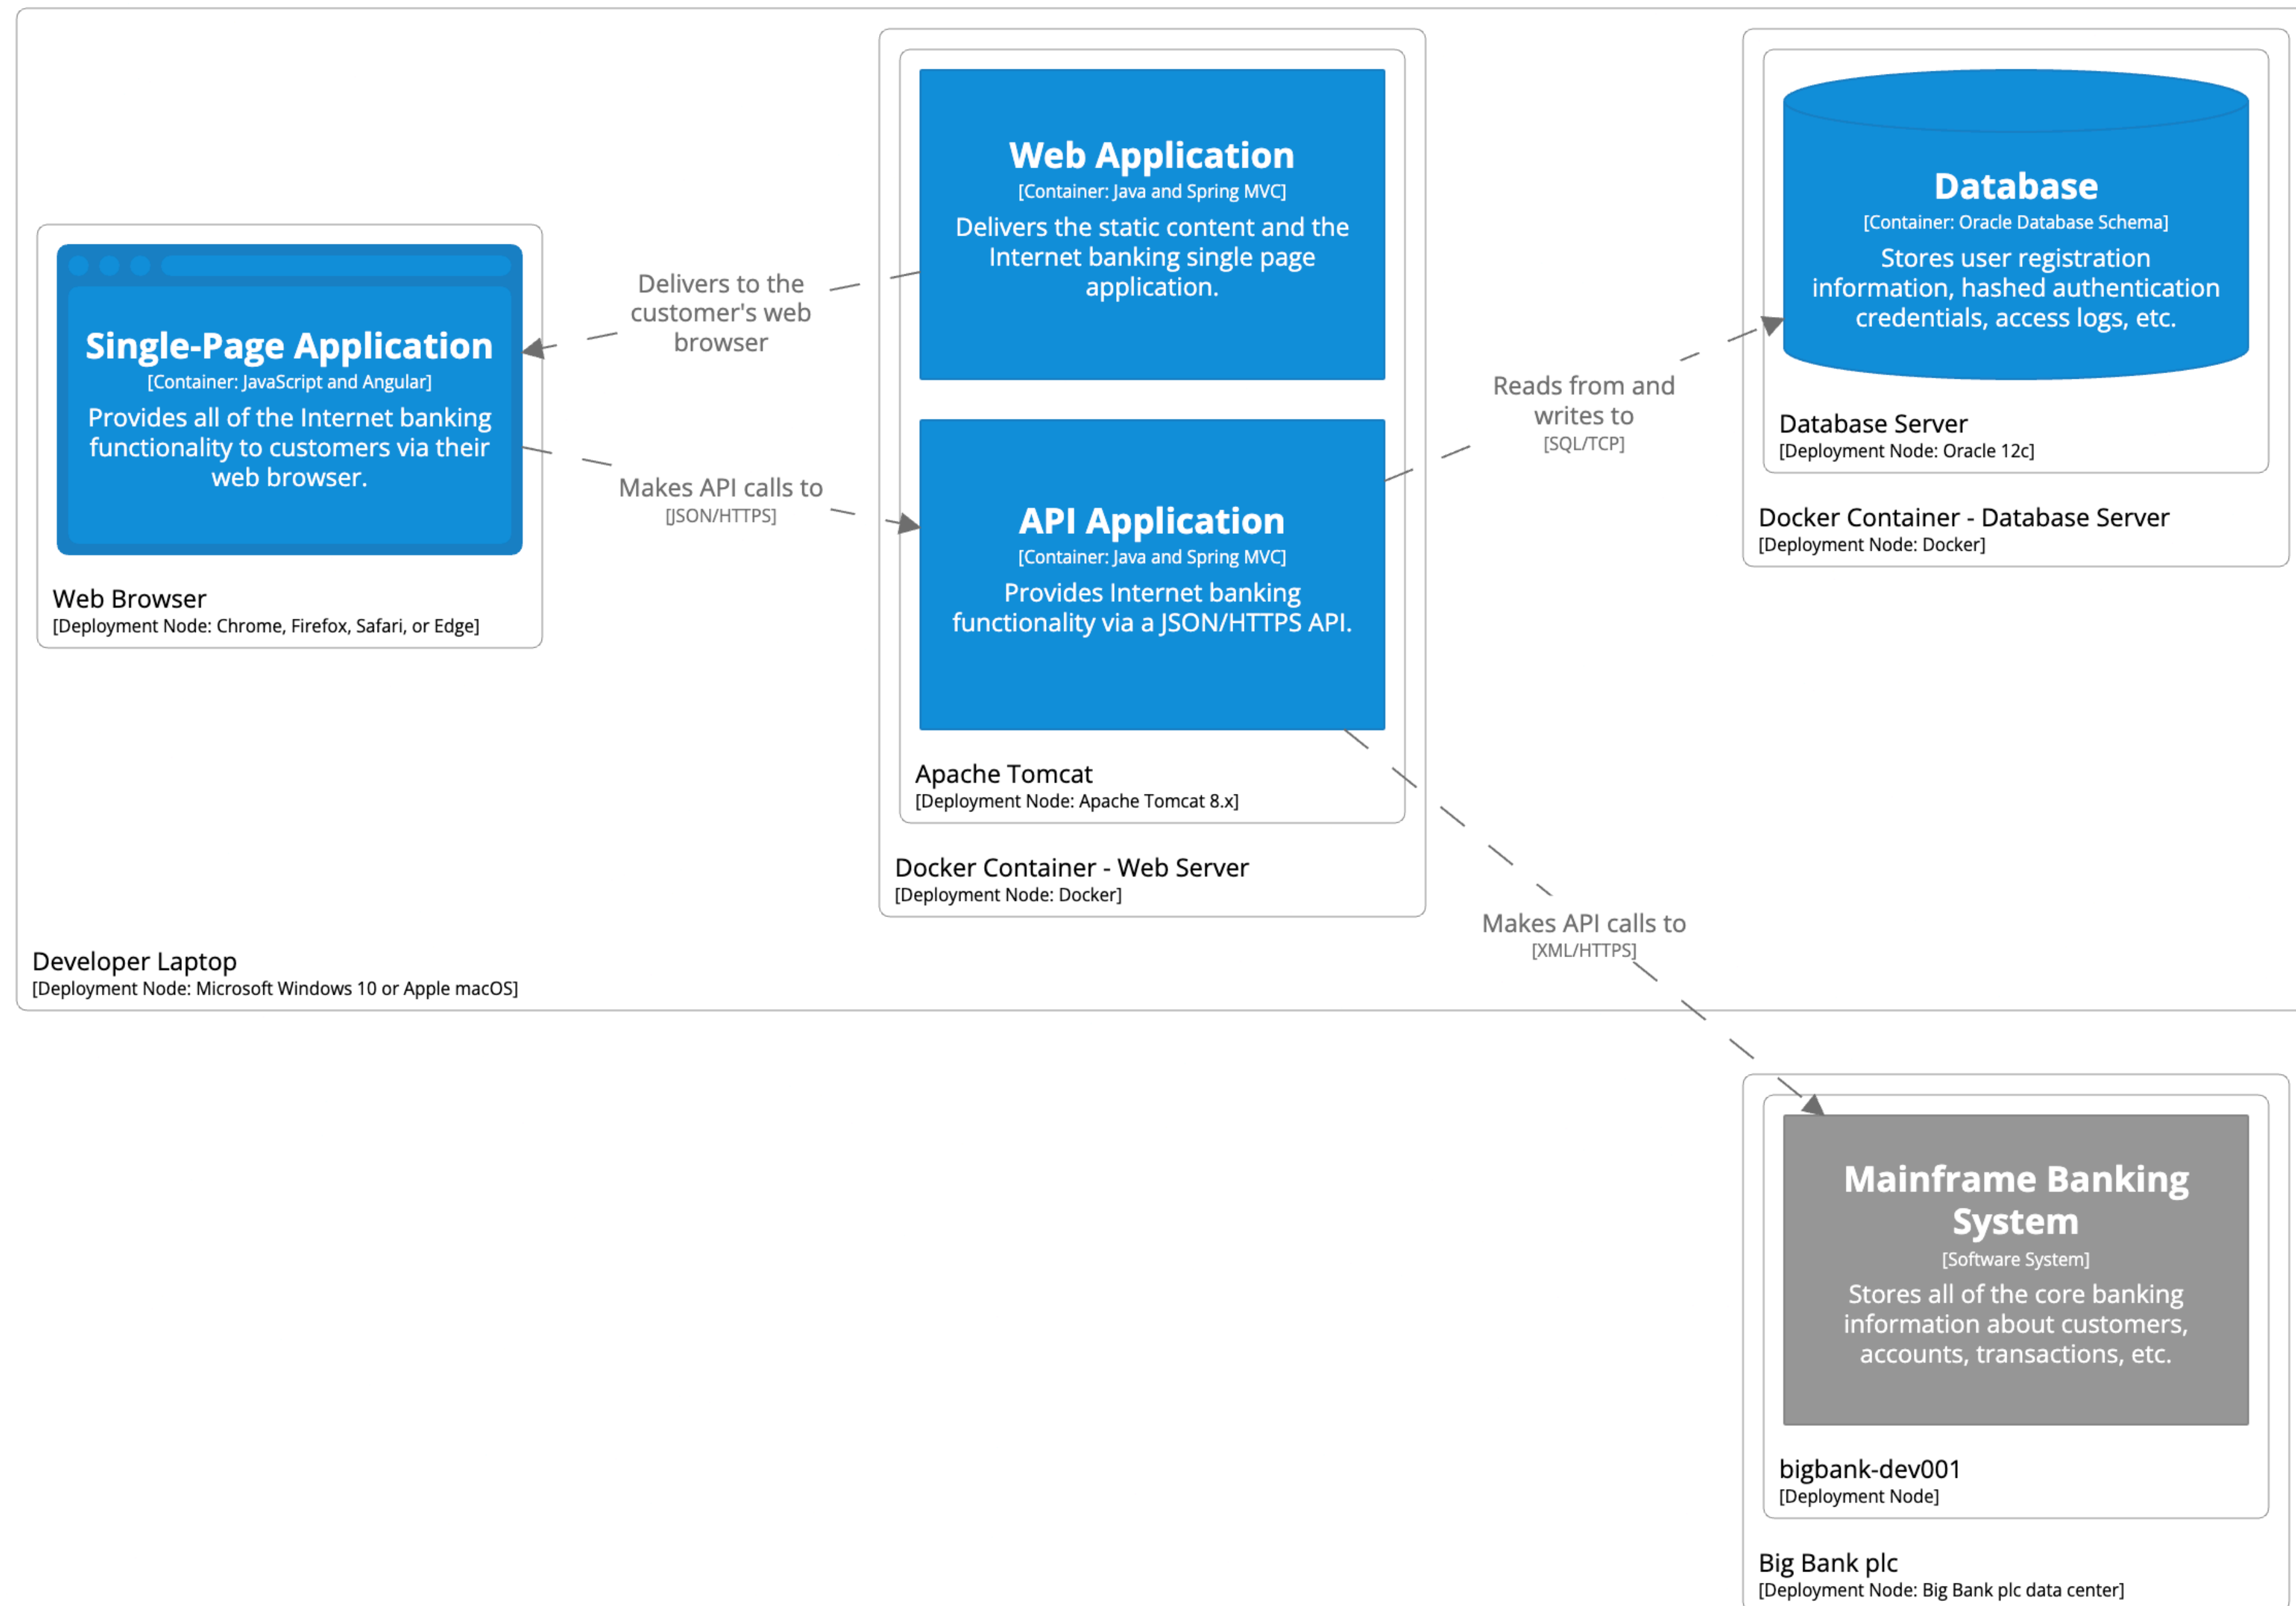 Web Application
[Container: Java and Spring MVC]
Delivers the static content and the
Internet banking single page
application.
Database
[Container: Oracle Database Schema]
Stores user registration
information, hashed authentication
credentials, access logs, etc.
Database Server
[Deployment Node: Oracle 12c]
Docker Container - Database Server
[Deployment Node: Docker]
Delivers to the
customer's web
browser
Single-Page Application
[Container: JavaScript and Angular]
Provides all of the Internet banking
functionality to customers via their
web browser.
Web Browser
[Deployment Node: Chrome, Firefox, Safari, or Edge]
Makes API calls to
[JSON/HTTPS]
Reads from and
writes to
[SQL/TCP]
API Application
[Container: Java and Spring MVC]
Provides Internet banking
functionality via a JSON/HTTPS API.
Apache Tomcat
[Deployment Node: Apache Tomcat 8.x]
Docker Container - Web Server
[Deployment Node: Docker]
Makes API calls to
[XML/HTTPS]
Developer Laptop
[Deployment Node: Microsoft Windows 10 or Apple macOS]
Mainframe Banking
System
[Software System]
Stores all of the core banking
information about customers,
accounts, transactions, etc.
bigbank-dev001
[Deployment Node]
Big Bank plc
[Deployment Node: Big Bank plc data center]